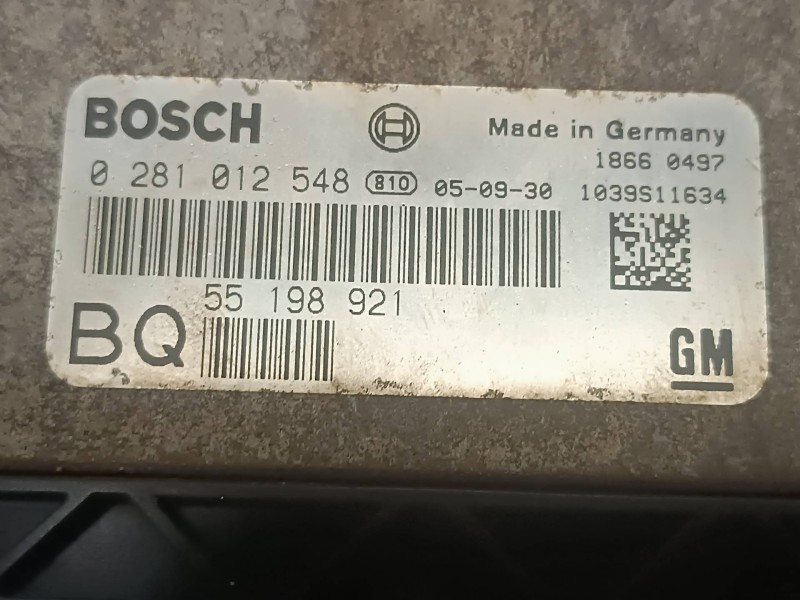 BOSCH
Made in Germany
1866 0497
0 281 012 548 810 05-09-30 1039S11634
55 198 921
BQ
GM